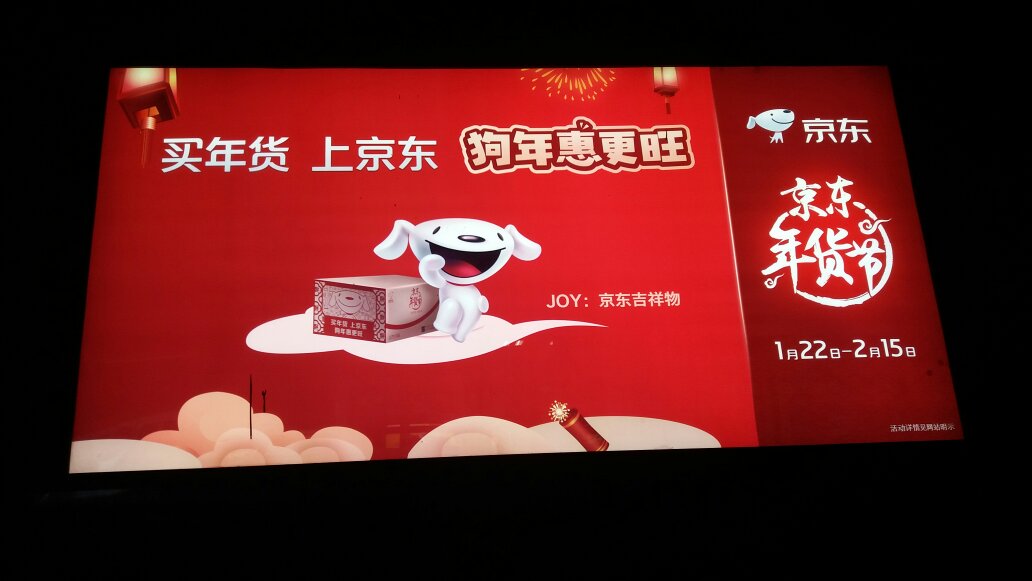 买年货 上京东 狗年惠更旺
JOY：京东吉祥物
买年货 上京东
狗年惠更旺
京东
京东
年货节
1月22日-2月15日
活动详情见网站明示